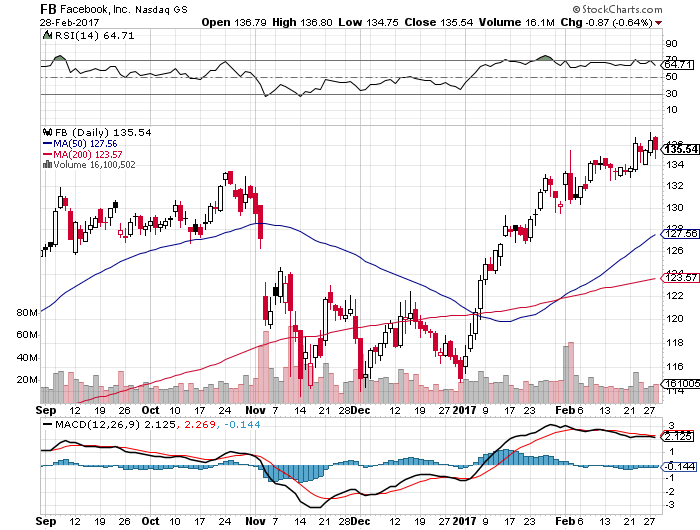 FB Facebook, Inc. Nasdaq GS © StockCharts.com
28-Feb-2017 Open 136.79 High 136.80 Low 134.75 Close 135.54 Volume 16.1M Chg -0.87 (-0.64%)
RSI(14) 64.71
90
70
64.71
50
30
10
FB (Daily) 135.54
MA(50) 127.56
MA(200) 123.57
Volume 16,100,502
136
135.54
134
132
130
128
127.56
126
124
123.57
122
80M 120
60M 118
40M 116
20M
16100502
114
Sep 12 19 26 Oct 10 17 24 Nov 7 14 21 28 Dec 12 19 27 2017 9 17 23 Feb 6 13 21 27
MACD(12,26,9) 2.125, 2.269, -0.144
3
2.125
1
-0.144
-1
-2
-3
Sep 12 19 26 Oct 10 17 24 Nov 7 14 21 28 Dec 12 19 27 2017 9 17 23 Feb 6 13 21 27